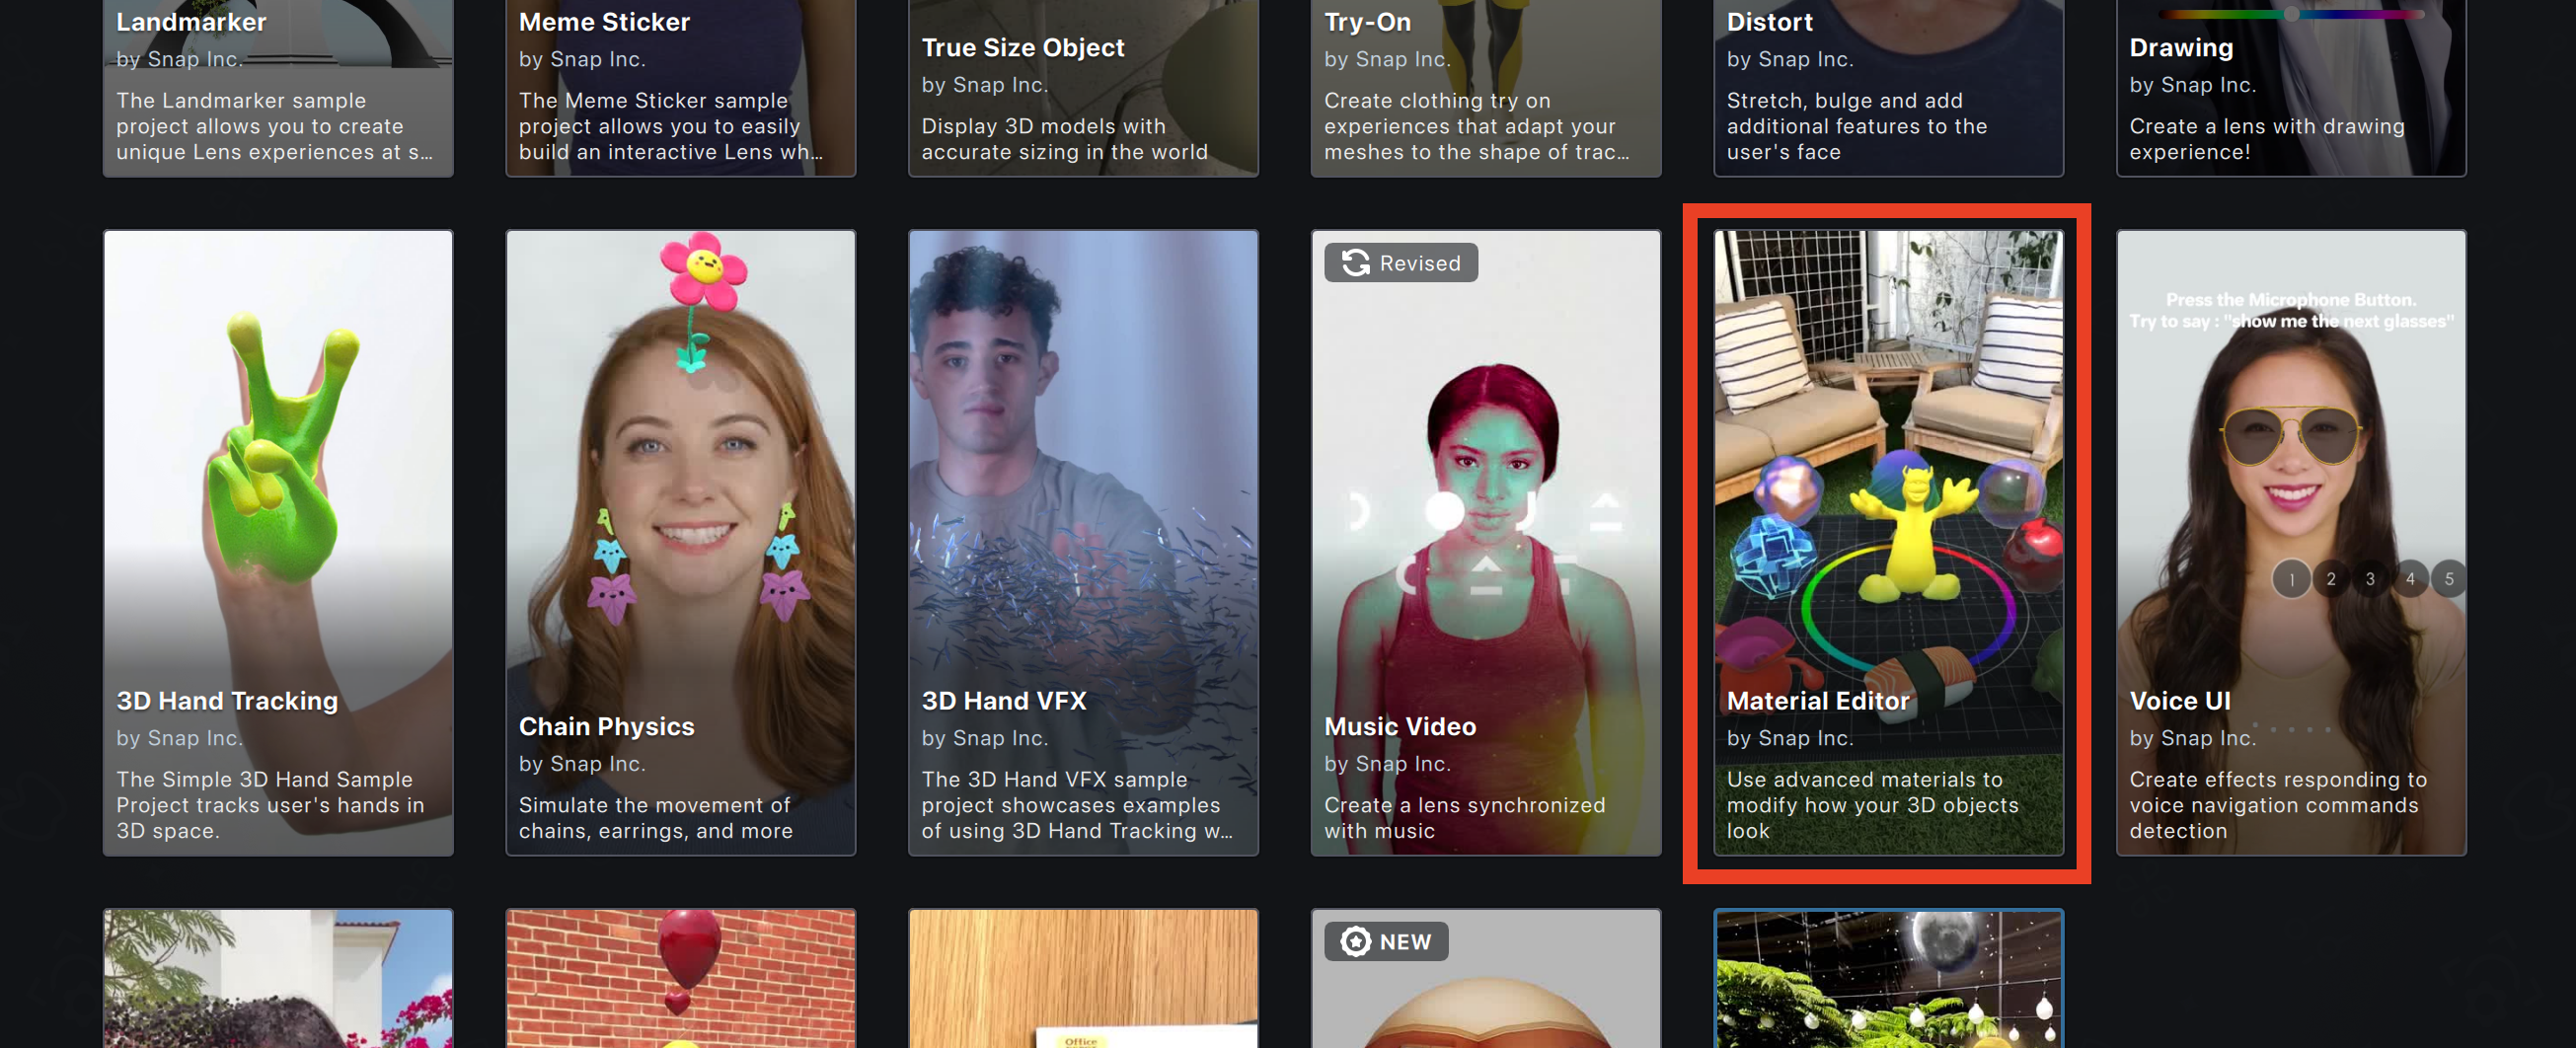 Landmarker
by Snap Inc.
The Landmarker sample
project allows you to create
unique Lens experiences at s...
Meme Sticker
by Snap Inc.
The Meme Sticker sample
project allows you to easily
build an interactive Lens wh...
True Size Object
by Snap Inc.
Display 3D models with
accurate sizing in the world
Try-On
by Snap Inc.
Create clothing try on
experiences that adapt your
meshes to the shape of trac...
Distort
by Snap Inc.
Stretch, bulge and add
additional features to the
user's face
Drawing
by Snap Inc.
Create a lens with drawing
experience!
3D Hand Tracking
by Snap Inc.
The Simple 3D Hand Sample
Project tracks user's hands in
3D space.
Chain Physics
by Snap Inc.
Simulate the movement of
chains, earrings, and more
3D Hand VFX
by Snap Inc.
The 3D Hand VFX sample
project showcases examples
of using 3D Hand Tracking w...
Revised
Music Video
by Snap Inc.
Create a lens synchronized
with music
Material Editor
by Snap Inc.
Use advanced materials to
modify how your 3D objects
look
Press the Microphone Button.
Try to say : "show me the next glasses"
1 2 3 4 5
Voice UI
by Snap Inc.
Create effects responding to
voice navigation commands
detection
Office
NEW